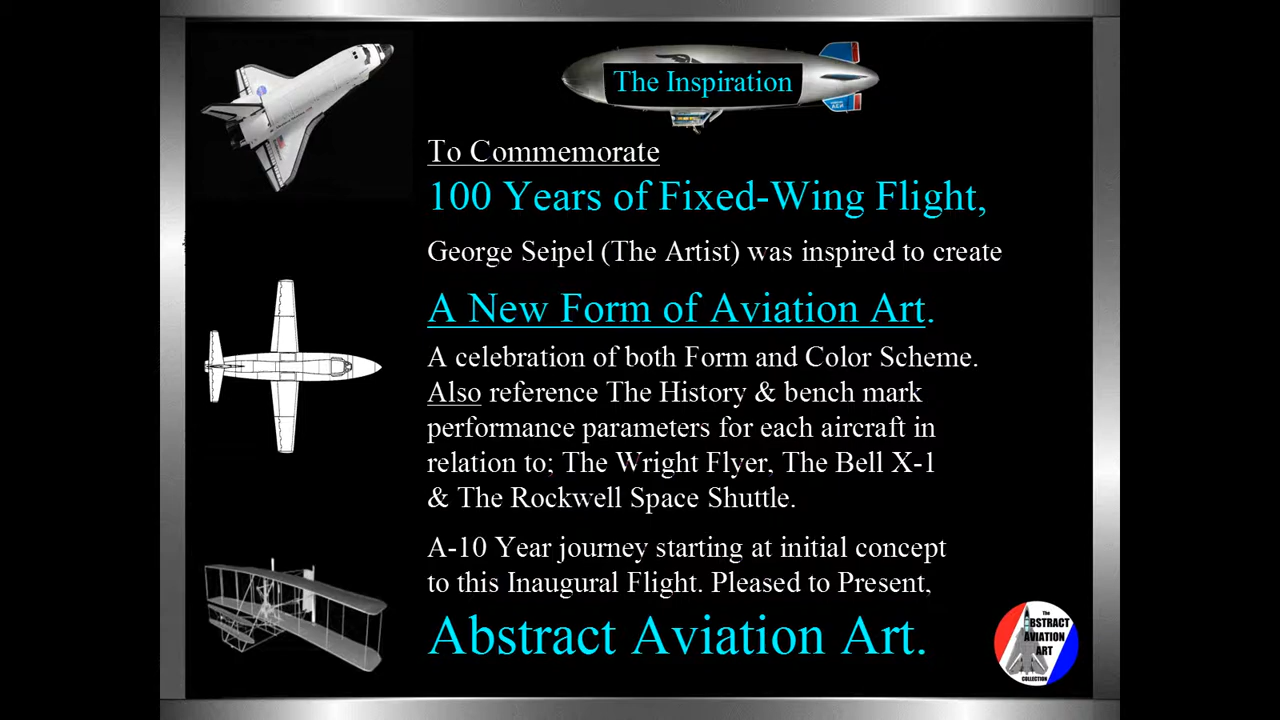 The Inspiration
To Commemorate
100 Years of Fixed-Wing Flight,
George Seipel (The Artist) was inspired to create
A New Form of Aviation Art.
A celebration of both Form and Color Scheme.
Also reference The History & bench mark
performance parameters for each aircraft in
relation to; The Wright Flyer, The Bell X-1
& The Rockwell Space Shuttle.
A-10 Year journey starting at initial concept
to this Inaugural Flight. Pleased to Present,
Abstract Aviation Art.
The
ABSTRACT
AVIATION
ART
COLLECTION